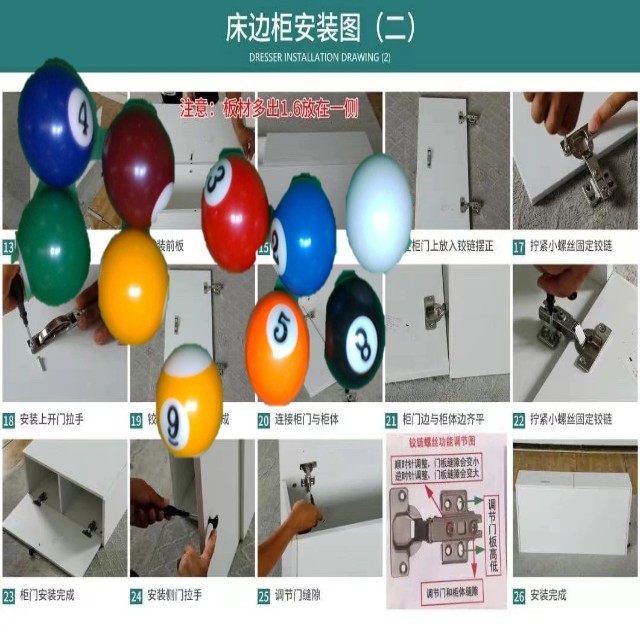 床边柜安装图（二）
DRESSER INSTALLATION DRAWING (2)
注意：板材多出1.6放在一侧
13
装前板
15
柜门上放入铰链摆正
17 拧紧小螺丝固定铰链
18 安装上开门拉手
19
成
20 连接柜门与柜体
21 柜门边与柜体边齐平
22 拧紧小螺丝固定铰链
铰链螺丝功能调节图
顺时针调整，门板缝隙会变小
逆时针调整，门板缝隙会变大
调节门板高低
调节门和柜体缝隙
23 柜门安装完成
24 安装侧门拉手
25 调节门缝隙
26 安装完成
4
3
2
5
8
9